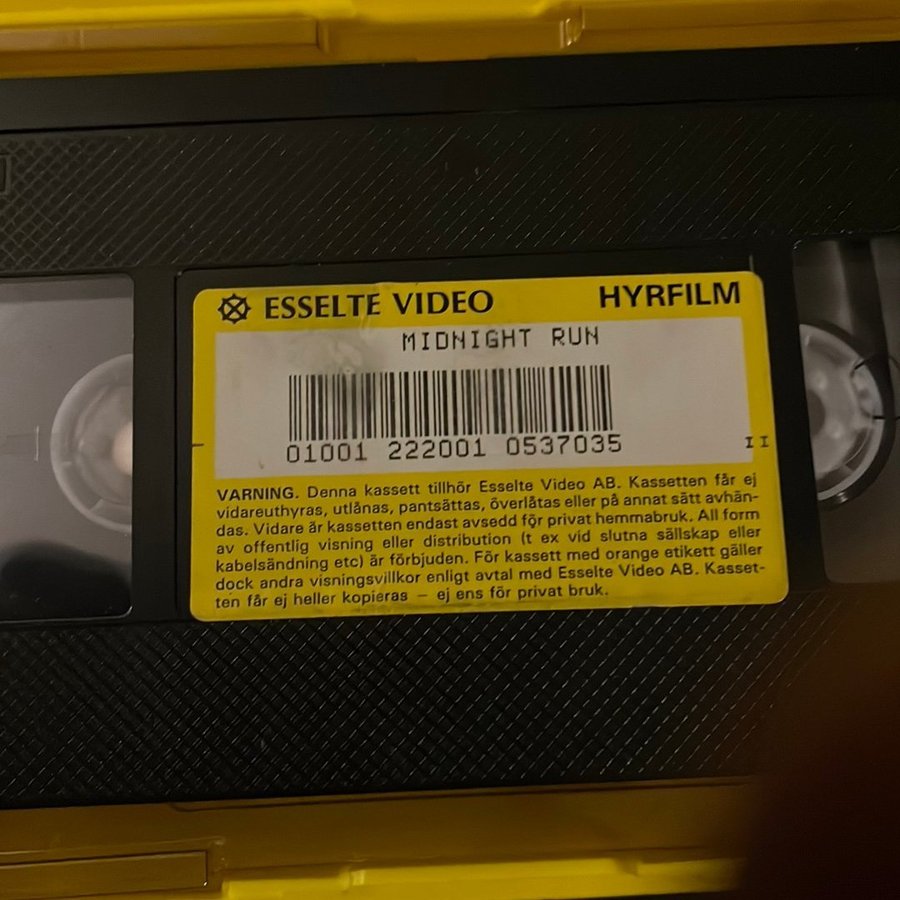 ESSELTE VIDEO HYRFILM
MIDNIGHT RUN
01001 222001 0537035
II
VARNING. Denna kassett tillhör Esselte Video AB. Kassetten får ej
vidareuthyras, utlånas, pantsättas, överlåtas eller på annat sätt avhän-
das. Vidare är kassetten endast avsedd för privat hemmabruk. All form
av offentlig visning eller distribution (t ex vid slutna sällskap eller
kabelsändning etc) är förbjuden. För kassett med orange etikett gäller
dock andra visningsvillkor enligt avtal med Esselte Video AB. Kasset-
ten får ej heller kopieras – ej ens för privat bruk.